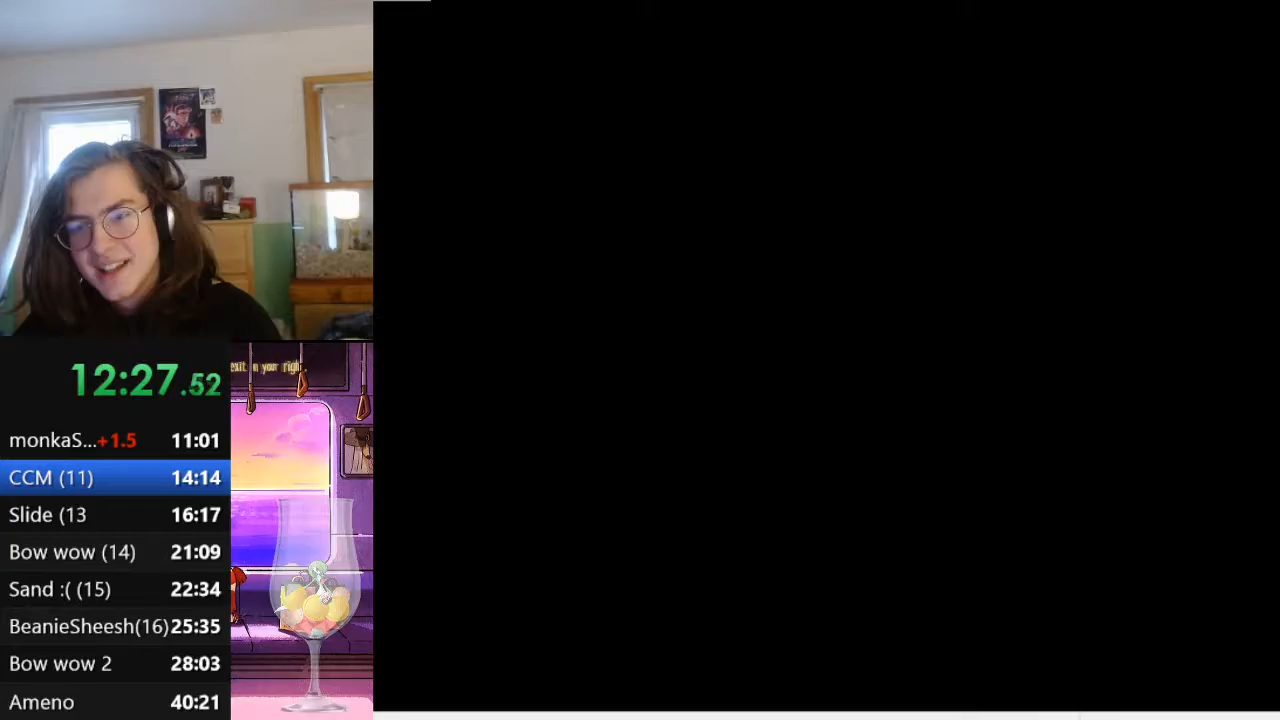 exit on your right.
12:27.52
monkaS...+1.5 11:01
CCM (11) 14:14
Slide (13 16:17
Bow wow (14) 21:09
Sand :( (15) 22:34
BeanieSheesh(16) 25:35
Bow wow 2 28:03
Ameno 40:21